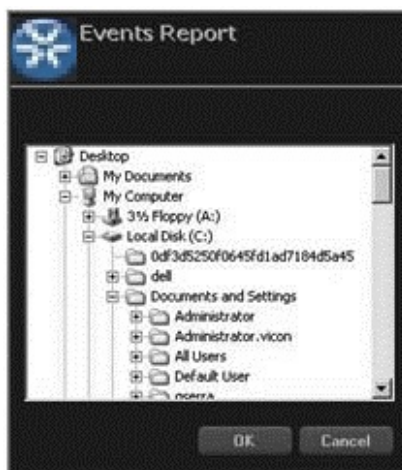 Events Report
Desktop
My Documents
My Computer
3½ Floppy (A:)
Local Disk (C:)
0df3d5250f0645fd1ad7184d5a45
dell
Documents and Settings
Administrator
Administrator.vicon
All Users
Default User
OK Cancel